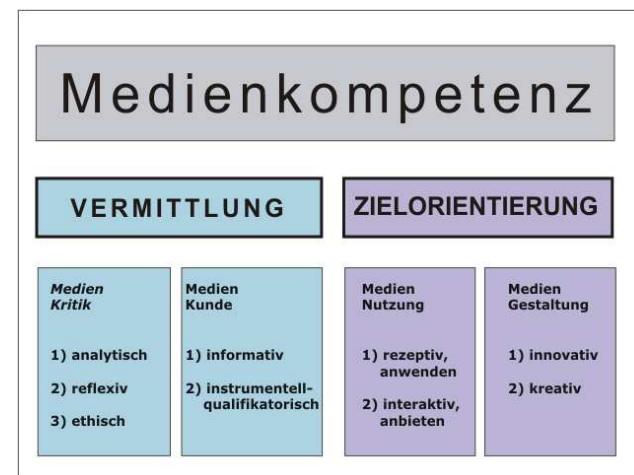 Medienkompetenz
VERMITTLUNG
ZIELORIENTIERUNG
Medien
Kritik
1) analytisch
2) reflexiv
3) ethisch
Medien
Kunde
1) informativ
2) instrumentell-
qualifikatorisch
Medien
Nutzung
1) rezeptiv,
anwenden
2) interaktiv,
anbieten
Medien
Gestaltung
1) innovativ
2) kreativ